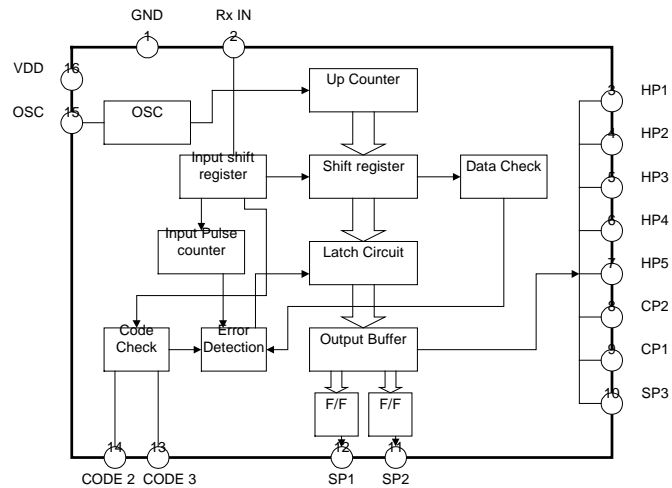 GND
Rx IN
1
2
VDD
16
OSC
15
OSC
Up Counter
3
HP1
4
HP2
Input shift
register
Shift register
Data Check
5
HP3
6
HP4
Input Pulse
counter
Latch Circuit
7
HP5
8
CP2
Code
Check
Error
Detection
Output Buffer
9
CP1
F/F
F/F
10
SP3
14
13
12
11
CODE 2
CODE 3
SP1
SP2